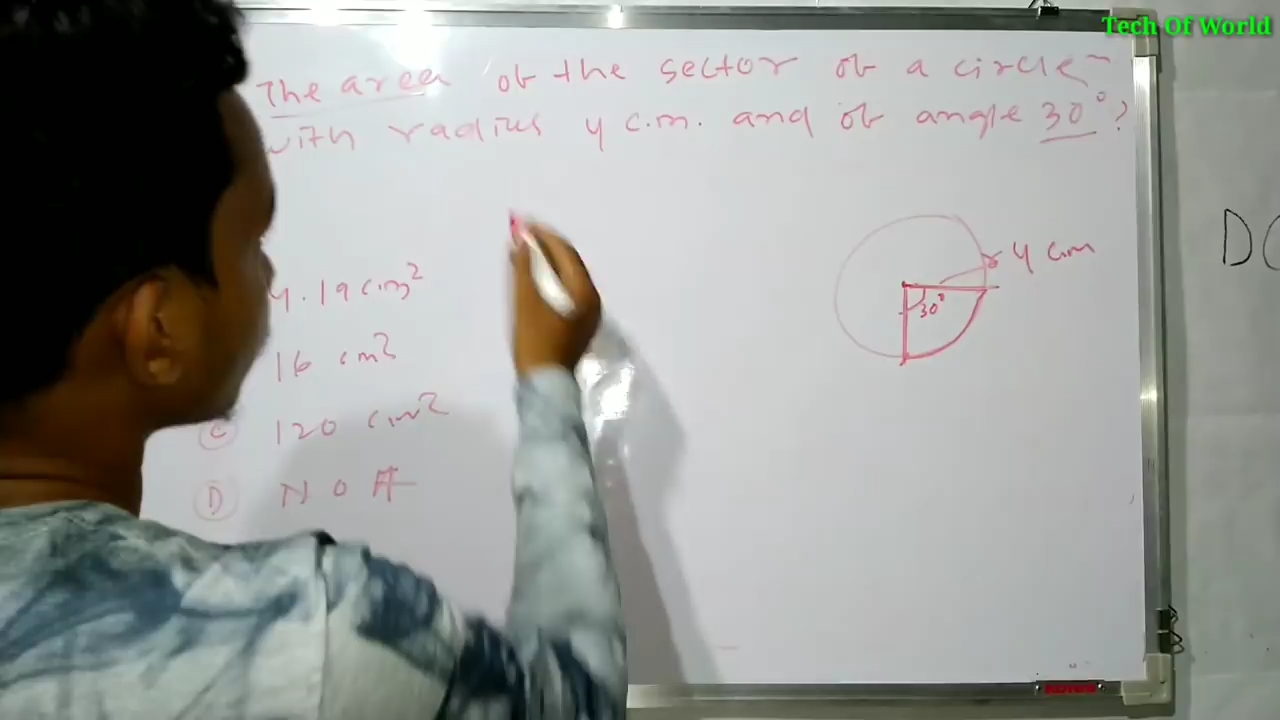 Tech Of World
The area of the sector of a circle
with radius 4 c.m. and of angle 30°?
4 cm
30°
4.19 cm²
16 cm²
C 120 cm²
D N O A